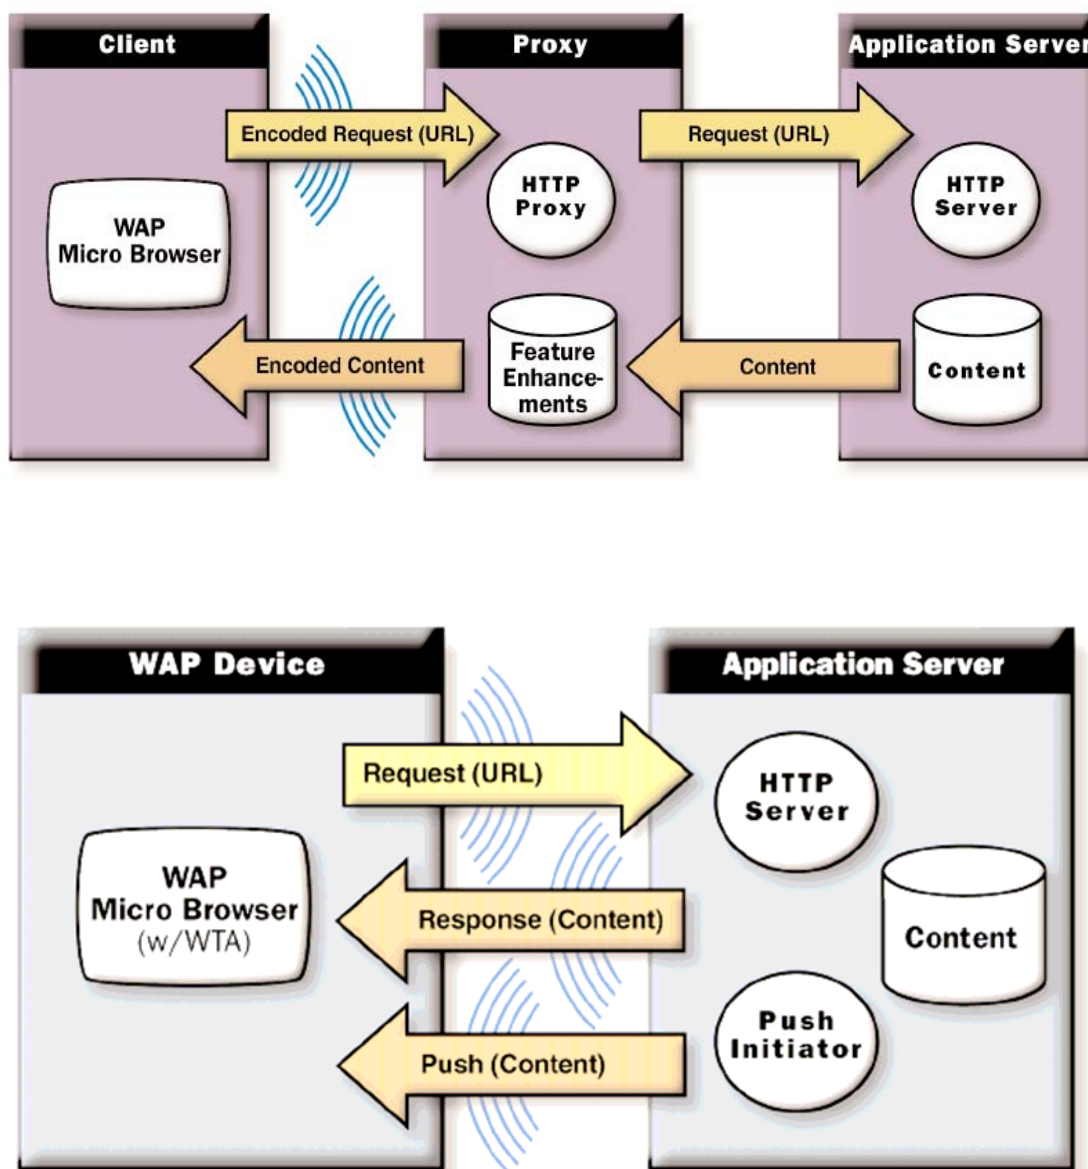 Client
Proxy
Application Server
Encoded Request (URL)
Request (URL)
WAP
Micro Browser
HTTP
Proxy
HTTP
Server
Encoded Content
Feature
Enhance-
ments
Content
Content
WAP Device
Application Server
Request (URL)
HTTP
Server
WAP
Micro Browser
(w/WTA)
Response (Content)
Content
Push (Content)
Push
Initiator